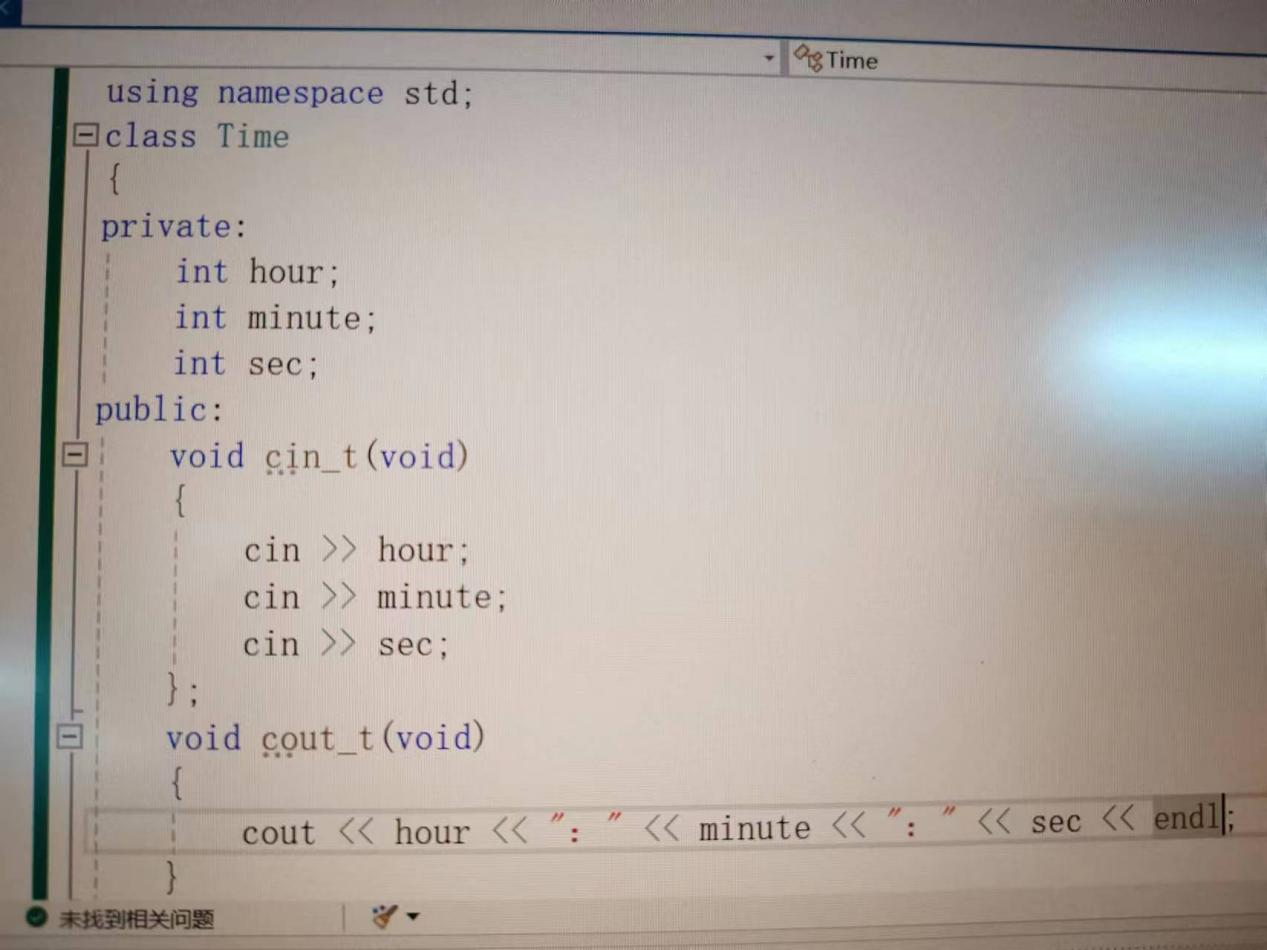 Time
using namespace std;
class Time
{
private:
int hour;
int minute;
int sec;
public:
void cin_t(void)
{
cin >> hour;
cin >> minute;
cin >> sec;
};
void cout_t(void)
{
cout << hour << ":" << minute << ":" << sec << endl;
}
未找到相关问题